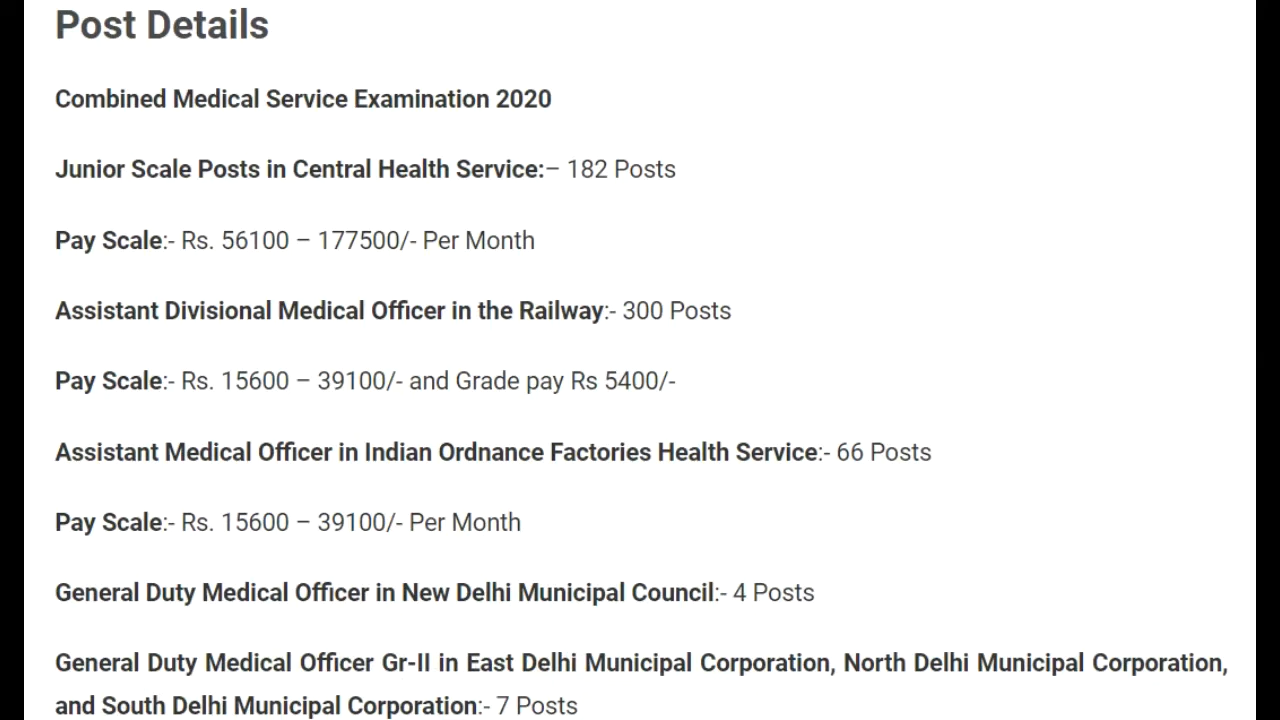 Post Details
Combined Medical Service Examination 2020
Junior Scale Posts in Central Health Service:– 182 Posts
Pay Scale:- Rs. 56100 – 177500/- Per Month
Assistant Divisional Medical Officer in the Railway:- 300 Posts
Pay Scale:- Rs. 15600 – 39100/- and Grade pay Rs 5400/-
Assistant Medical Officer in Indian Ordnance Factories Health Service:- 66 Posts
Pay Scale:- Rs. 15600 – 39100/- Per Month
General Duty Medical Officer in New Delhi Municipal Council:- 4 Posts
General Duty Medical Officer Gr-II in East Delhi Municipal Corporation, North Delhi Municipal Corporation,
and South Delhi Municipal Corporation:- 7 Posts